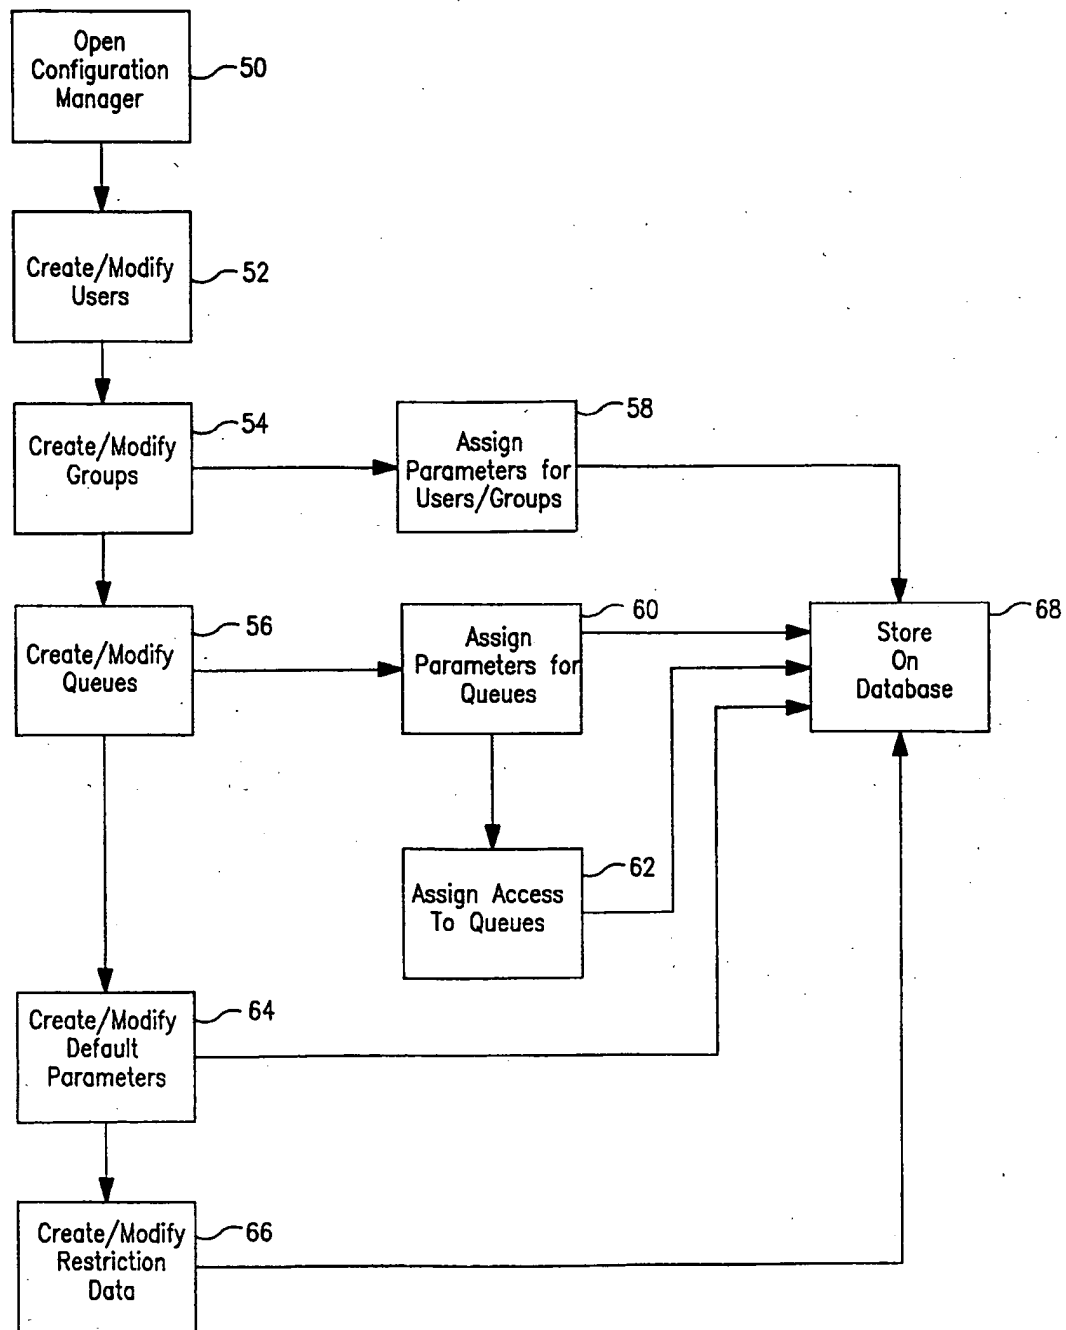 Open
Configuration
Manager
50
Create/Modify
Users
52
Create/Modify
Groups
54
Assign
Parameters for
Users/Groups
58
Create/Modify
Queues
56
Assign
Parameters for
Queues
60
Store
On
Database
68
Assign Access
To Queues
62
Create/Modify
Default
Parameters
64
Create/Modify
Restriction
Data
66